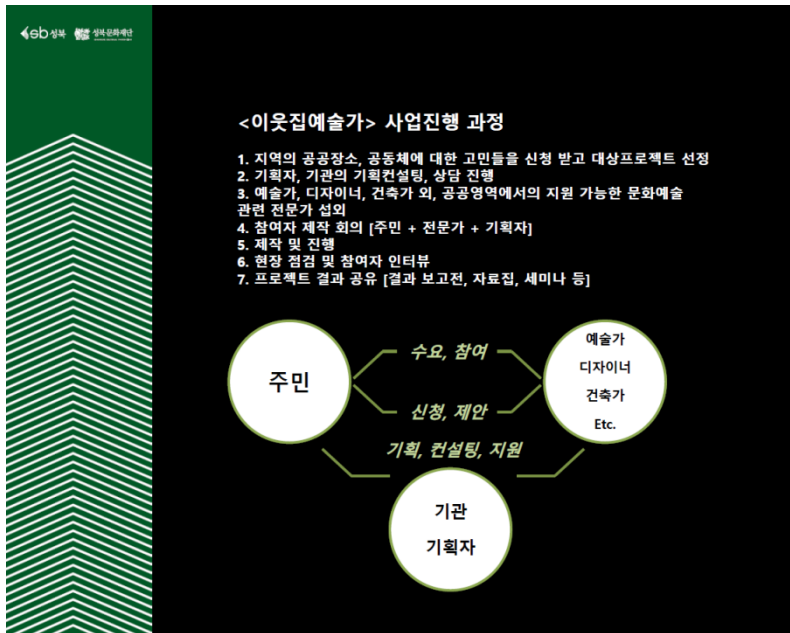 sb 성북 성북문화재단
<이웃집예술가> 사업진행 과정
1. 지역의 공공장소, 공동체에 대한 고민들을 신청 받고 대상프로젝트 선정
2. 기획자, 기관의 기획컨설팅, 상담 진행
3. 예술가, 디자이너, 건축가 외, 공공영역에서의 지원 가능한 문화예술
관련 전문가 섭외
4. 참여자 제작 회의 [주민 + 전문가 + 기획자]
5. 제작 및 진행
6. 현장 점검 및 참여자 인터뷰
7. 프로젝트 결과 공유 [결과 보고전, 자료집, 세미나 등]
주민
수요, 참여
신청, 제안
예술가
디자이너
건축가
Etc.
기획, 컨설팅, 지원
기관
기획자